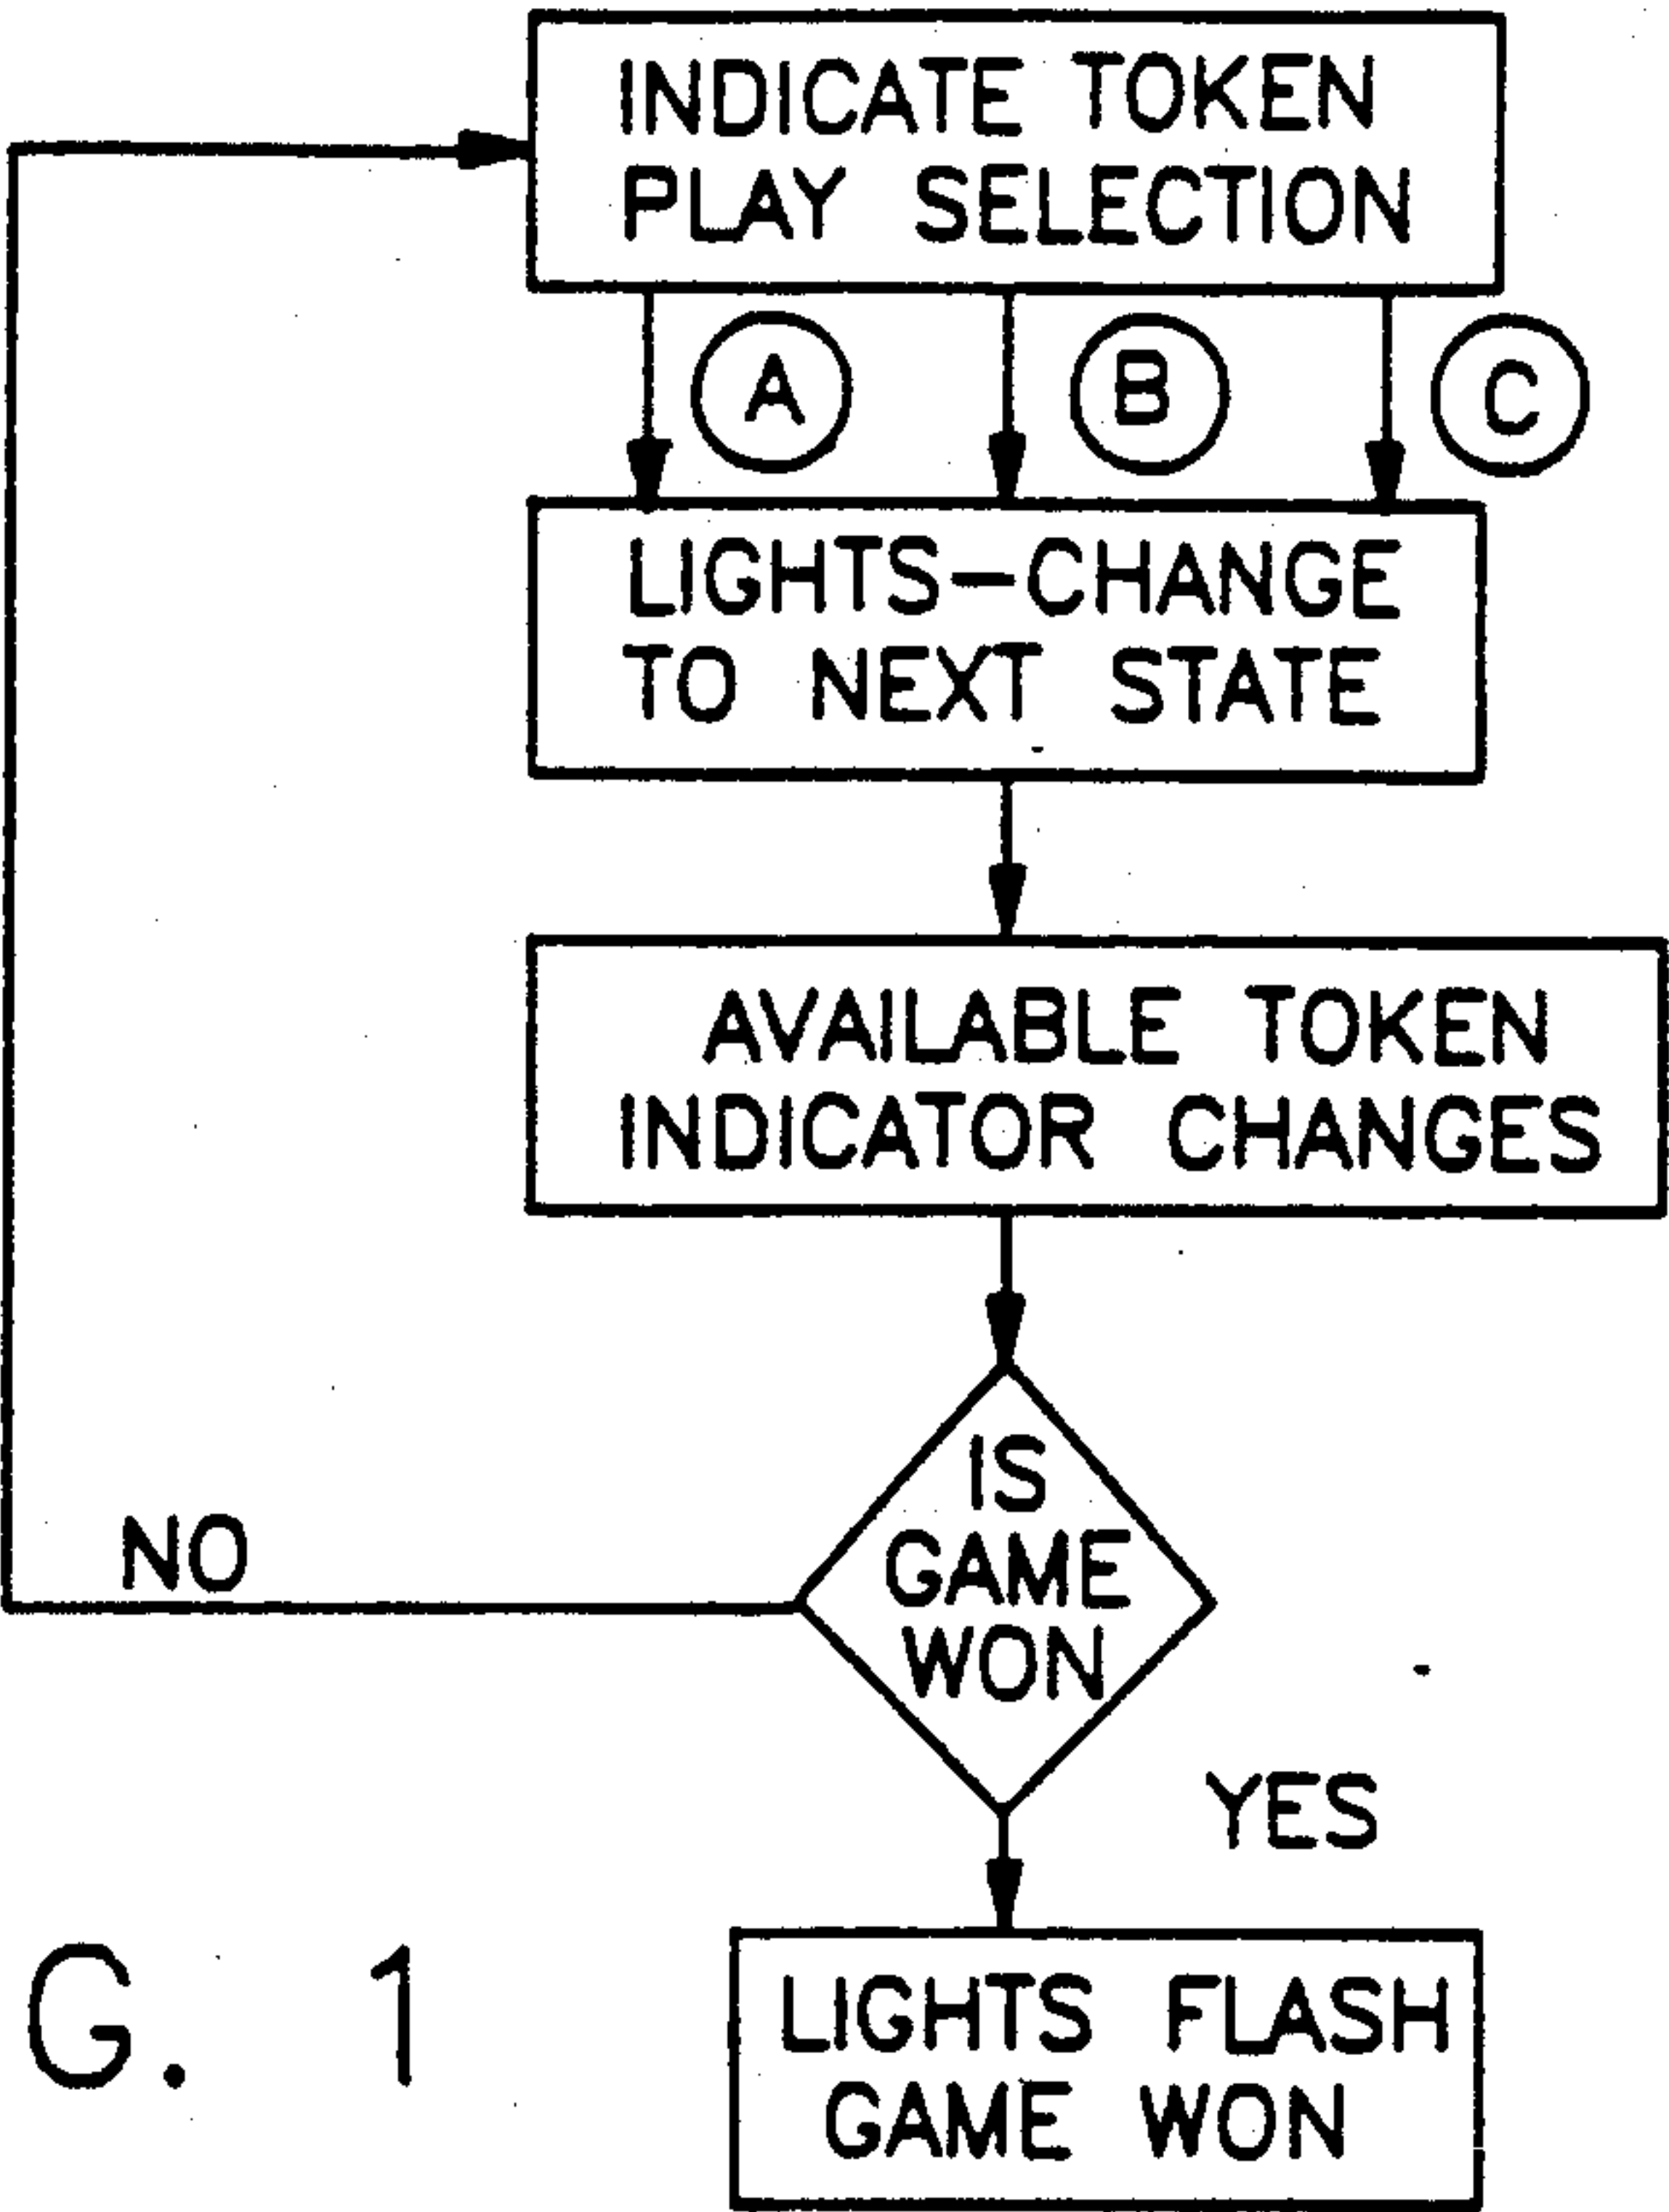 INDICATE TOKEN
PLAY SELECTION
A
B
C
LIGHTS-CHANGE
TO NEXT STATE
AVAILABLE TOKEN
INDICATOR CHANGES
IS
GAME
WON
NO
YES
LIGHTS FLASH
GAME WON
G. 1